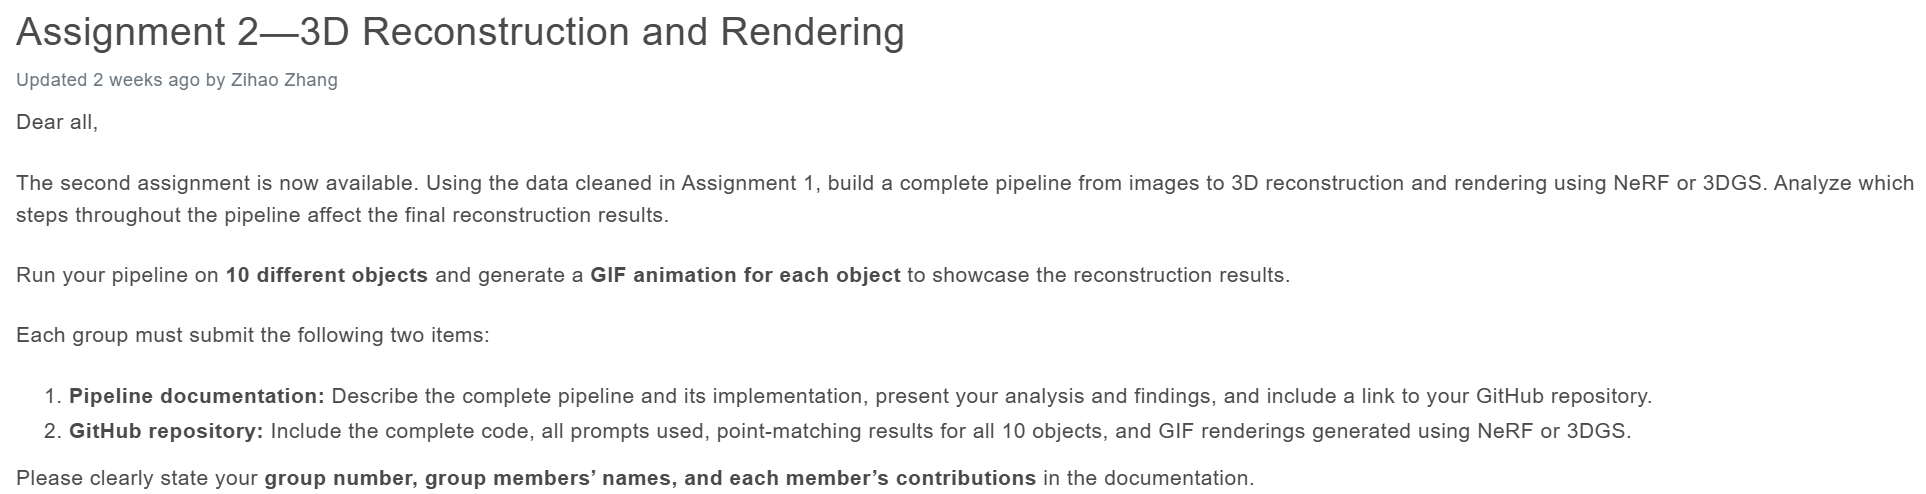 Assignment 2—3D Reconstruction and Rendering
Updated 2 weeks ago by Zihao Zhang
Dear all,
The second assignment is now available. Using the data cleaned in Assignment 1, build a complete pipeline from images to 3D reconstruction and rendering using NeRF or 3DGS. Analyze which
steps throughout the pipeline affect the final reconstruction results.
Run your pipeline on 10 different objects and generate a GIF animation for each object to showcase the reconstruction results.
Each group must submit the following two items:
1. Pipeline documentation: Describe the complete pipeline and its implementation, present your analysis and findings, and include a link to your GitHub repository.
2. GitHub repository: Include the complete code, all prompts used, point-matching results for all 10 objects, and GIF renderings generated using NeRF or 3DGS.
Please clearly state your group number, group members’ names, and each member’s contributions in the documentation.